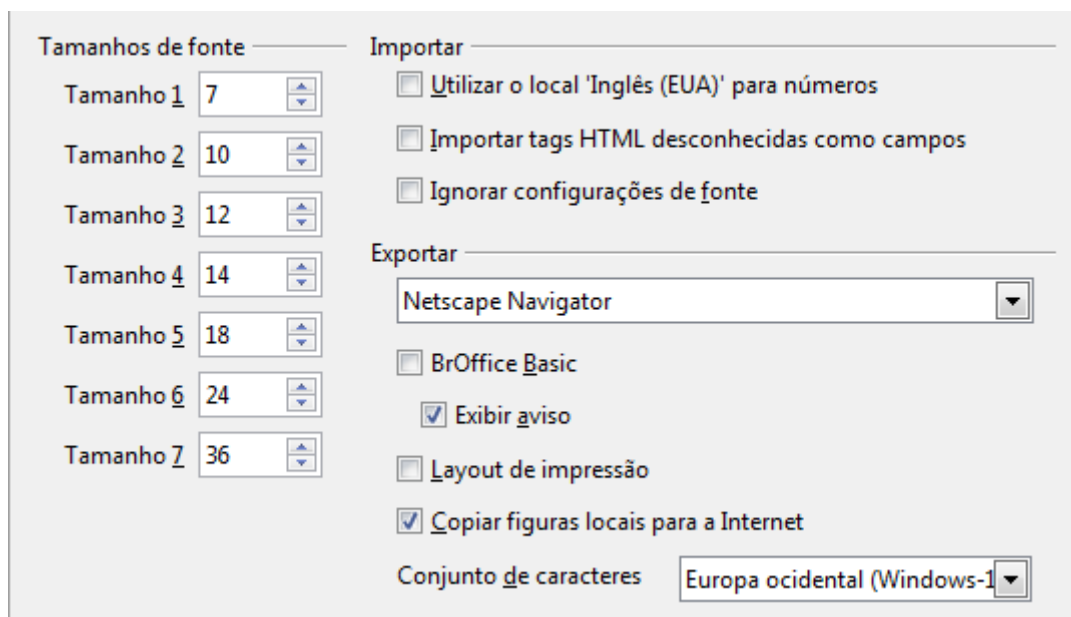 Tamanhos de fonte
Tamanho 1 7
Tamanho 2 10
Tamanho 3 12
Tamanho 4 14
Tamanho 5 18
Tamanho 6 24
Tamanho 7 36
Importar
Utilizar o local 'Inglês (EUA)' para números
Importar tags HTML desconhecidas como campos
Ignorar configurações de fonte
Exportar
Netscape Navigator
BrOffice Basic
Exibir aviso
Layout de impressão
Copiar figuras locais para a Internet
Conjunto de caracteres Europa ocidental (Windows-1